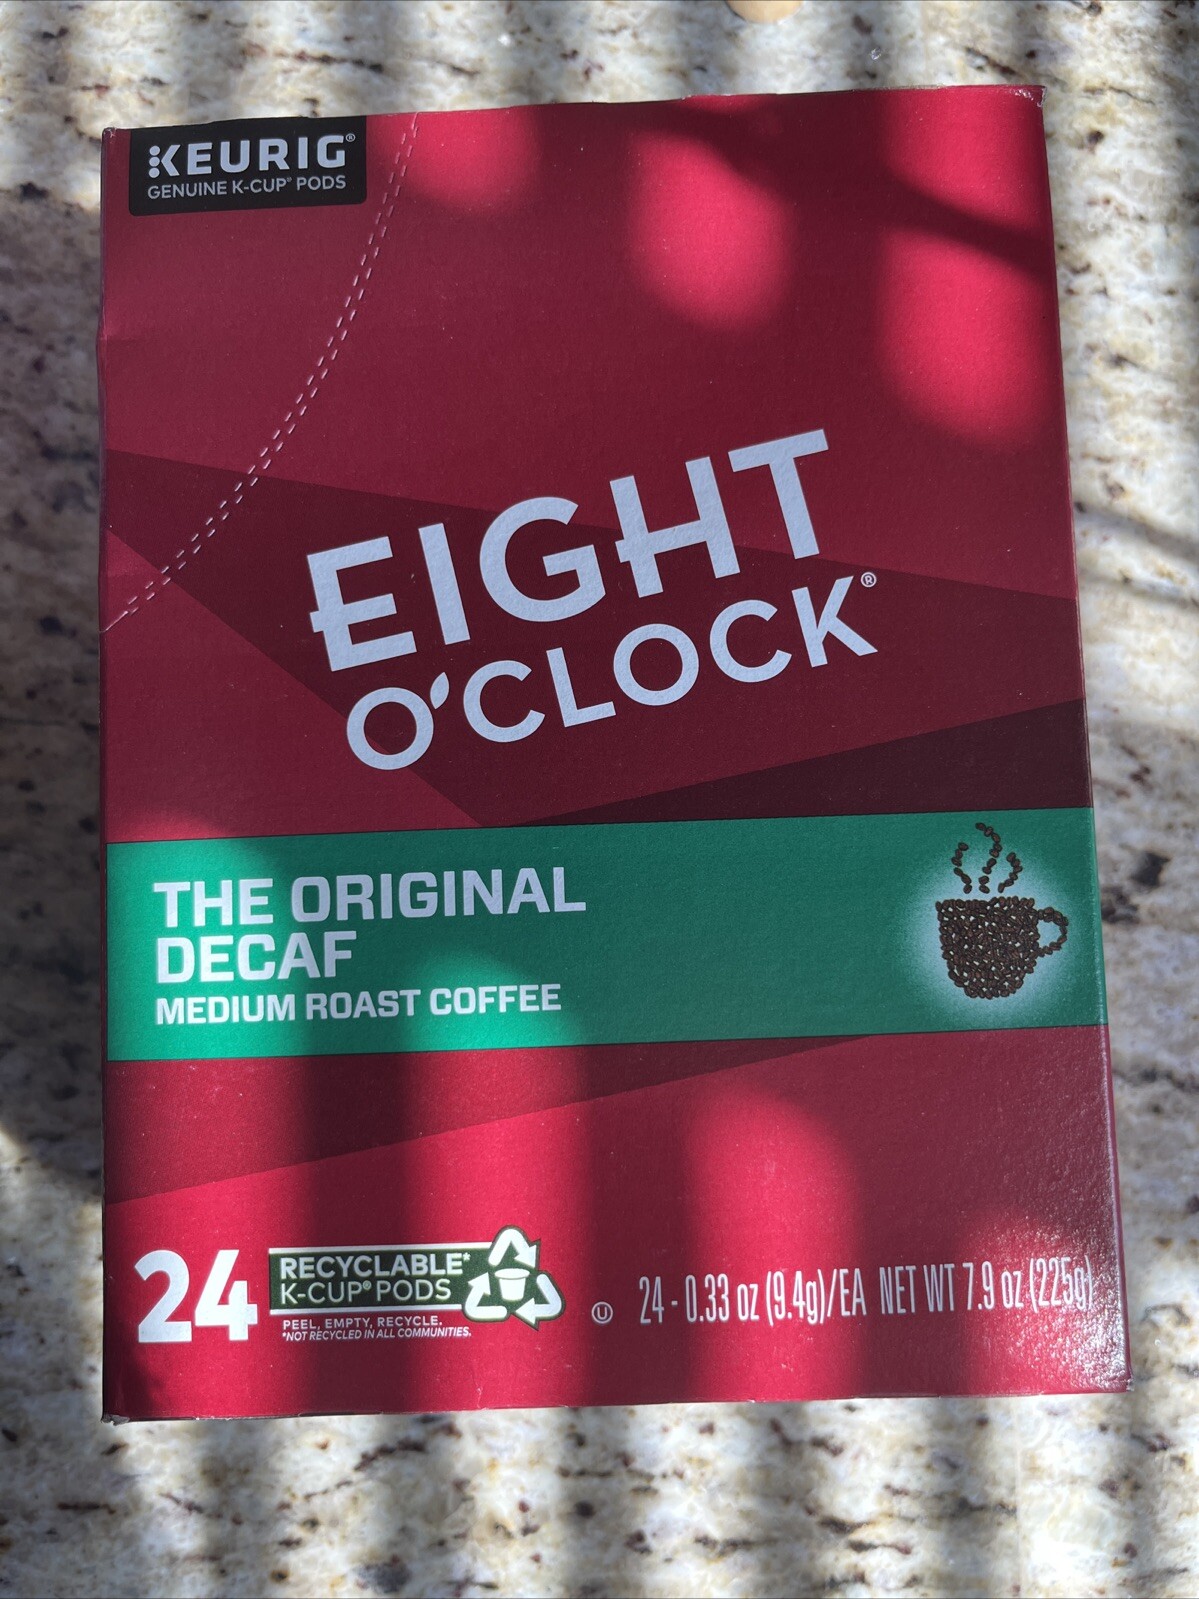 KEURIG®
GENUINE K-CUP® PODS
EIGHT
O'CLOCK®
THE ORIGINAL
DECAF
MEDIUM ROAST COFFEE
24
RECYCLABLE*
K-CUP® PODS
PEEL, EMPTY, RECYCLE.
*NOT RECYCLED IN ALL COMMUNITIES.
U
24 - 0.33 oz (9.4g)/EA NET WT 7.9 oz (225g)